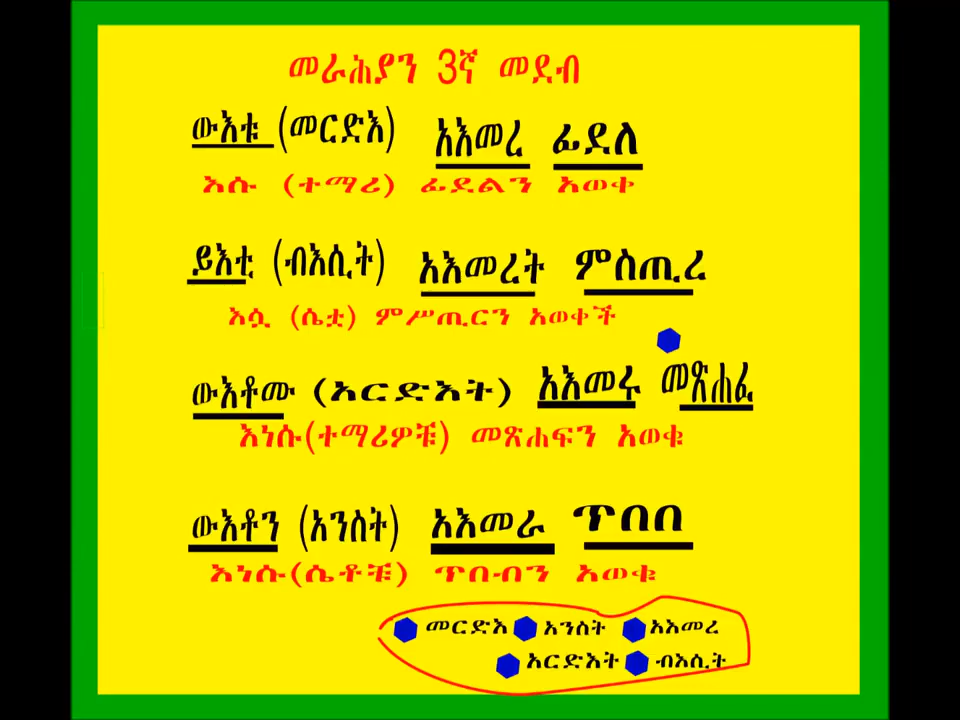 መራሕያን 3ኛ መደብ
ውእቱ (መርድእ) አእመረ ፊደለ
እሱ (ተማሪ) ፊደልን አወቀ
ይእቲ (ብእሲት) አእመረት ምስጢረ
እሷ (ሴቷ) ምሥጢርን አወቀች
ውእቶሙ (አርድእት) አእመሩ መጽሐፈ
እነሱ(ተማሪዎቹ) መጽሐፍን አወቁ
ውእቶን (አንስት) አእመራ ጥበበ
እነሱ(ሴቶቹ) ጥበብን አወቁ
መርድእ አንስት አእመረ
አርድእት ብእሲት